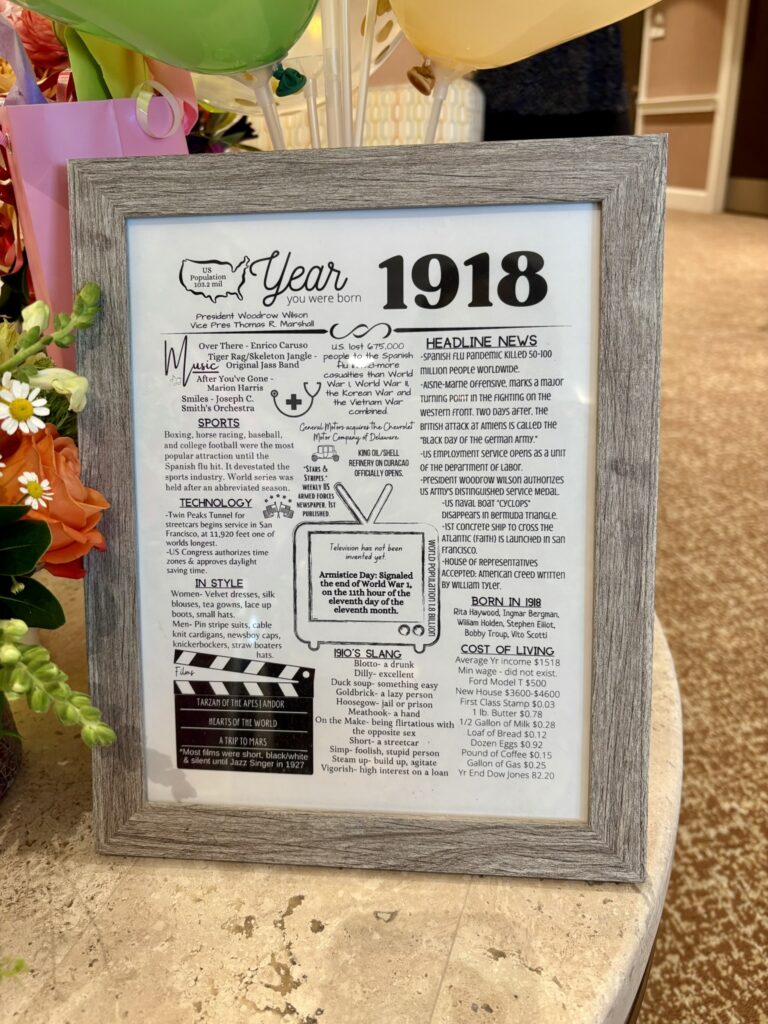 US
Population
103.2 mil
Year
you were born
1918
President Woodrow Wilson
Vice Pres Thomas R. Marshall
Music
Over There - Enrico Caruso
Tiger Rag/Skeleton Jangle -
Original Jass Band
After You've Gone -
Marion Harris
Smiles - Joseph C.
Smith's Orchestra
SPORTS
Boxing, horse racing, baseball,
and college football were the most
popular attraction until the
Spanish flu hit. It devestated the
sports industry. World series was
held after an abbreviated season.
TECHNOLOGY
-Twin Peaks Tunnel for
streetcars begins service in San
Francisco, at 11,920 feet one of
worlds longest.
-US Congress authorizes time
zones & approves daylight
saving time.
IN STYLE
Women- Velvet dresses, silk
blouses, tea gowns, lace up
boots, small hats.
Men- Pin stripe suits, cable
knit cardigans, newsboy caps,
knickerbockers, straw boaters
hats.
Films
TARZAN OF THE APES | ANDOR
HEARTS OF THE WORLD
A TRIP TO MARS
*Most films were short, black/white
& silent until Jazz Singer in 1927
U.S. lost 675,000
people to the Spanish
flu more
casualties than World
War I, World War II,
the Korean War and
the Vietnam War
combined.
General Motors acquires the Chevrolet
Motor Company of Delaware.
KING OIL/SHELL
REFINERY ON CURACAO
OFFICIALLY OPENS.
"STARS &
STRIPES,"
WEEKLY US
ARMED FORCES
NEWSPAPER, 1ST
PUBLISHED.
Television has not been
invented yet.
Armistice Day: Signaled
the end of World War 1,
on the 11th hour of the
eleventh day of the
eleventh month.
WORLD POPULATION 1.8 BILLION
1910'S SLANG
Blotto- a drunk
Dilly- excellent
Duck soup- something easy
Goldbrick- a lazy person
Hoosegow- jail or prison
Meathook- a hand
On the Make- being flirtatious with
the opposite sex
Short- a streetcar
Simp- foolish, stupid person
Steam up- build up, agitate
Vigorish- high interest on a loan
HEADLINE NEWS
-SPANISH FLU PANDEMIC KILLED 50-100
MILLION PEOPLE WORLDWIDE.
-AISNE-MARNE OFFENSIVE, MARKS A MAJOR
TURNING POINT IN THE FIGHTING ON THE
WESTERN FRONT. TWO DAYS AFTER, THE
BRITISH ATTACK AT AMIENS IS CALLED THE
"BLACK DAY OF THE GERMAN ARMY."
-US EMPLOYMENT SERVICE OPENS AS A UNIT
OF THE DEPARTMENT OF LABOR.
-PRESIDENT WOODROW WILSON AUTHORIZES
US ARMY'S DISTINGUISHED SERVICE MEDAL.
-US NAVAL BOAT "CYCLOPS"
DISAPPEARS IN BERMUDA TRIANGLE.
-1ST CONCRETE SHIP TO CROSS THE
ATLANTIC (FAITH) IS LAUNCHED IN SAN
FRANCISCO.
-HOUSE OF REPRESENTATIVES
ACCEPTED: AMERICAN CREED WRITTEN
BY WILLIAM TYLER.
BORN IN 1918
Rita Haywood, Ingmar Bergman,
William Holden, Stephen Elliot,
Bobby Troup, Vito Scotti
COST OF LIVING
Average Yr income $1518
Min wage - did not exist.
Ford Model T $500
New House $3600-$4600
First Class Stamp $0.03
1 lb. Butter $0.78
1/2 Gallon of Milk $0.28
Loaf of Bread $0.12
Dozen Eggs $0.92
Pound of Coffee $0.15
Gallon of Gas $0.25
Yr End Dow Jones 82.20